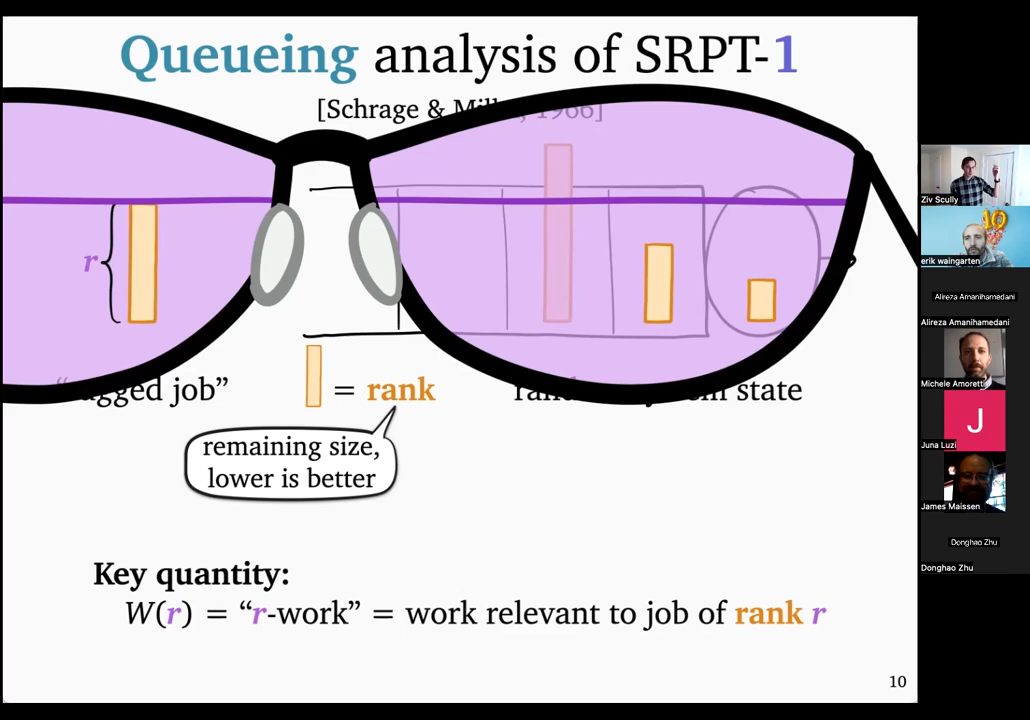 Queueing analysis of SRPT-1
[Schrage & 1966]
r
job”
= rank
state
remaining size,
lower is better
Key quantity:
W(r) = “r-work” = work relevant to job of rank r
10
Ziv Scully
erik waingarten
Alireza Amanihamedani
Alireza Amanihamedani
Michele Amoretti
J
Juna Luzi
James Maissen
Donghao Zhu
Donghao Zhu